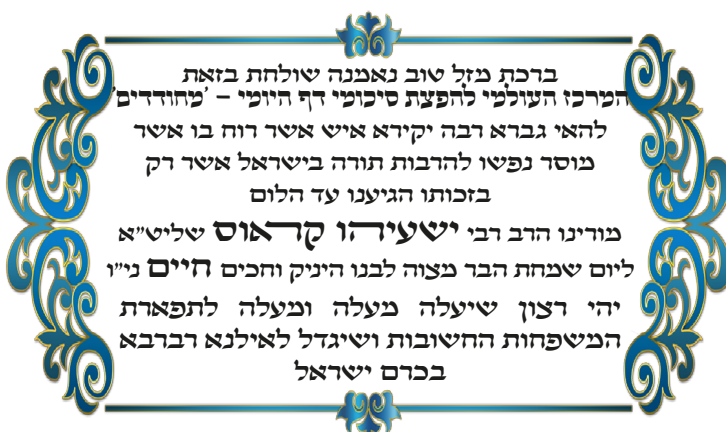 ברכת מזל טוב נאמנה שולחת בזאת
המרכז העולמי להפצת סיכומי דף היומי – 'מחודדים'
להאי גברא רבה יקירא איש אשר רוח בו אשר
מוסר נפשו להרבות תורה בישראל אשר רק
בזכותו הגיענו עד הלום
מורינו הרב רבי ישעיהו קראוס שליט״א
ליום שמחת הבר מצוה לבנו היניק וחכים חיים ני״ו
יהי רצון שיעלה מעלה ומעלה לתפארת
המשפחות החשובות ושיגדל לאילנא רברבא
בכרם ישראל